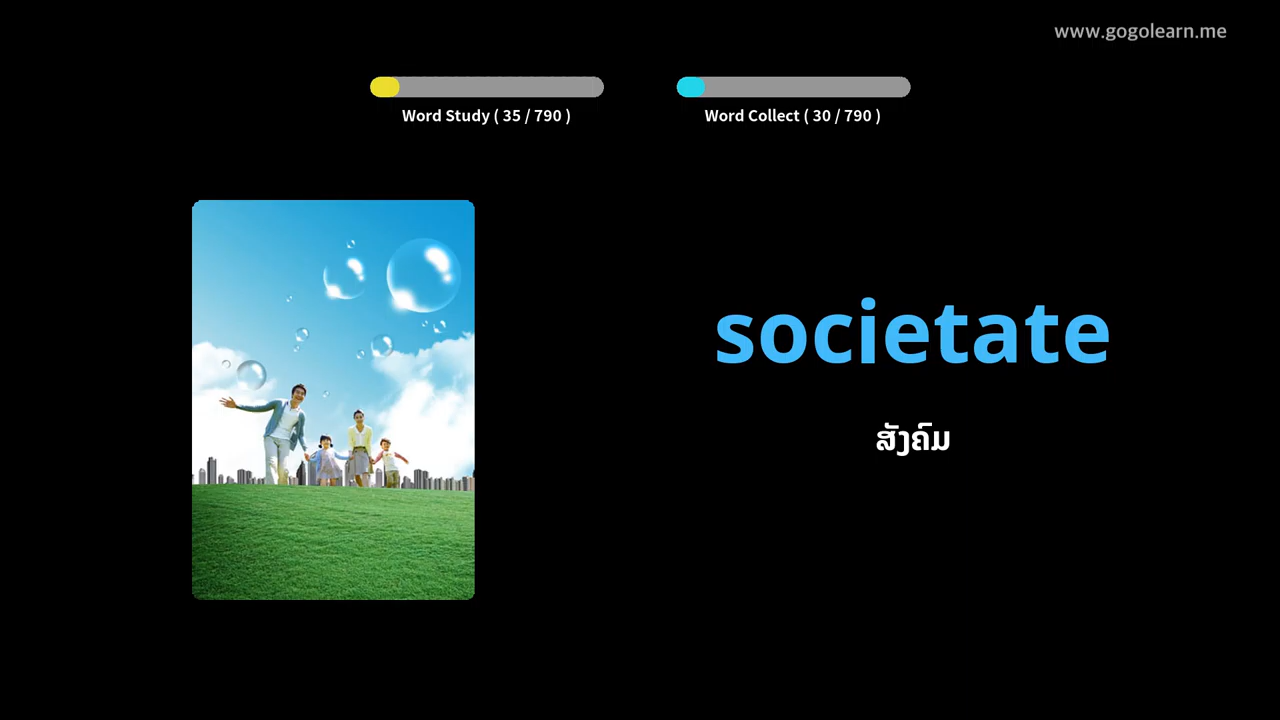 www.gogolearn.me
Word Study ( 35 / 790 )
Word Collect ( 30 / 790 )
societate
ສັງຄົມ